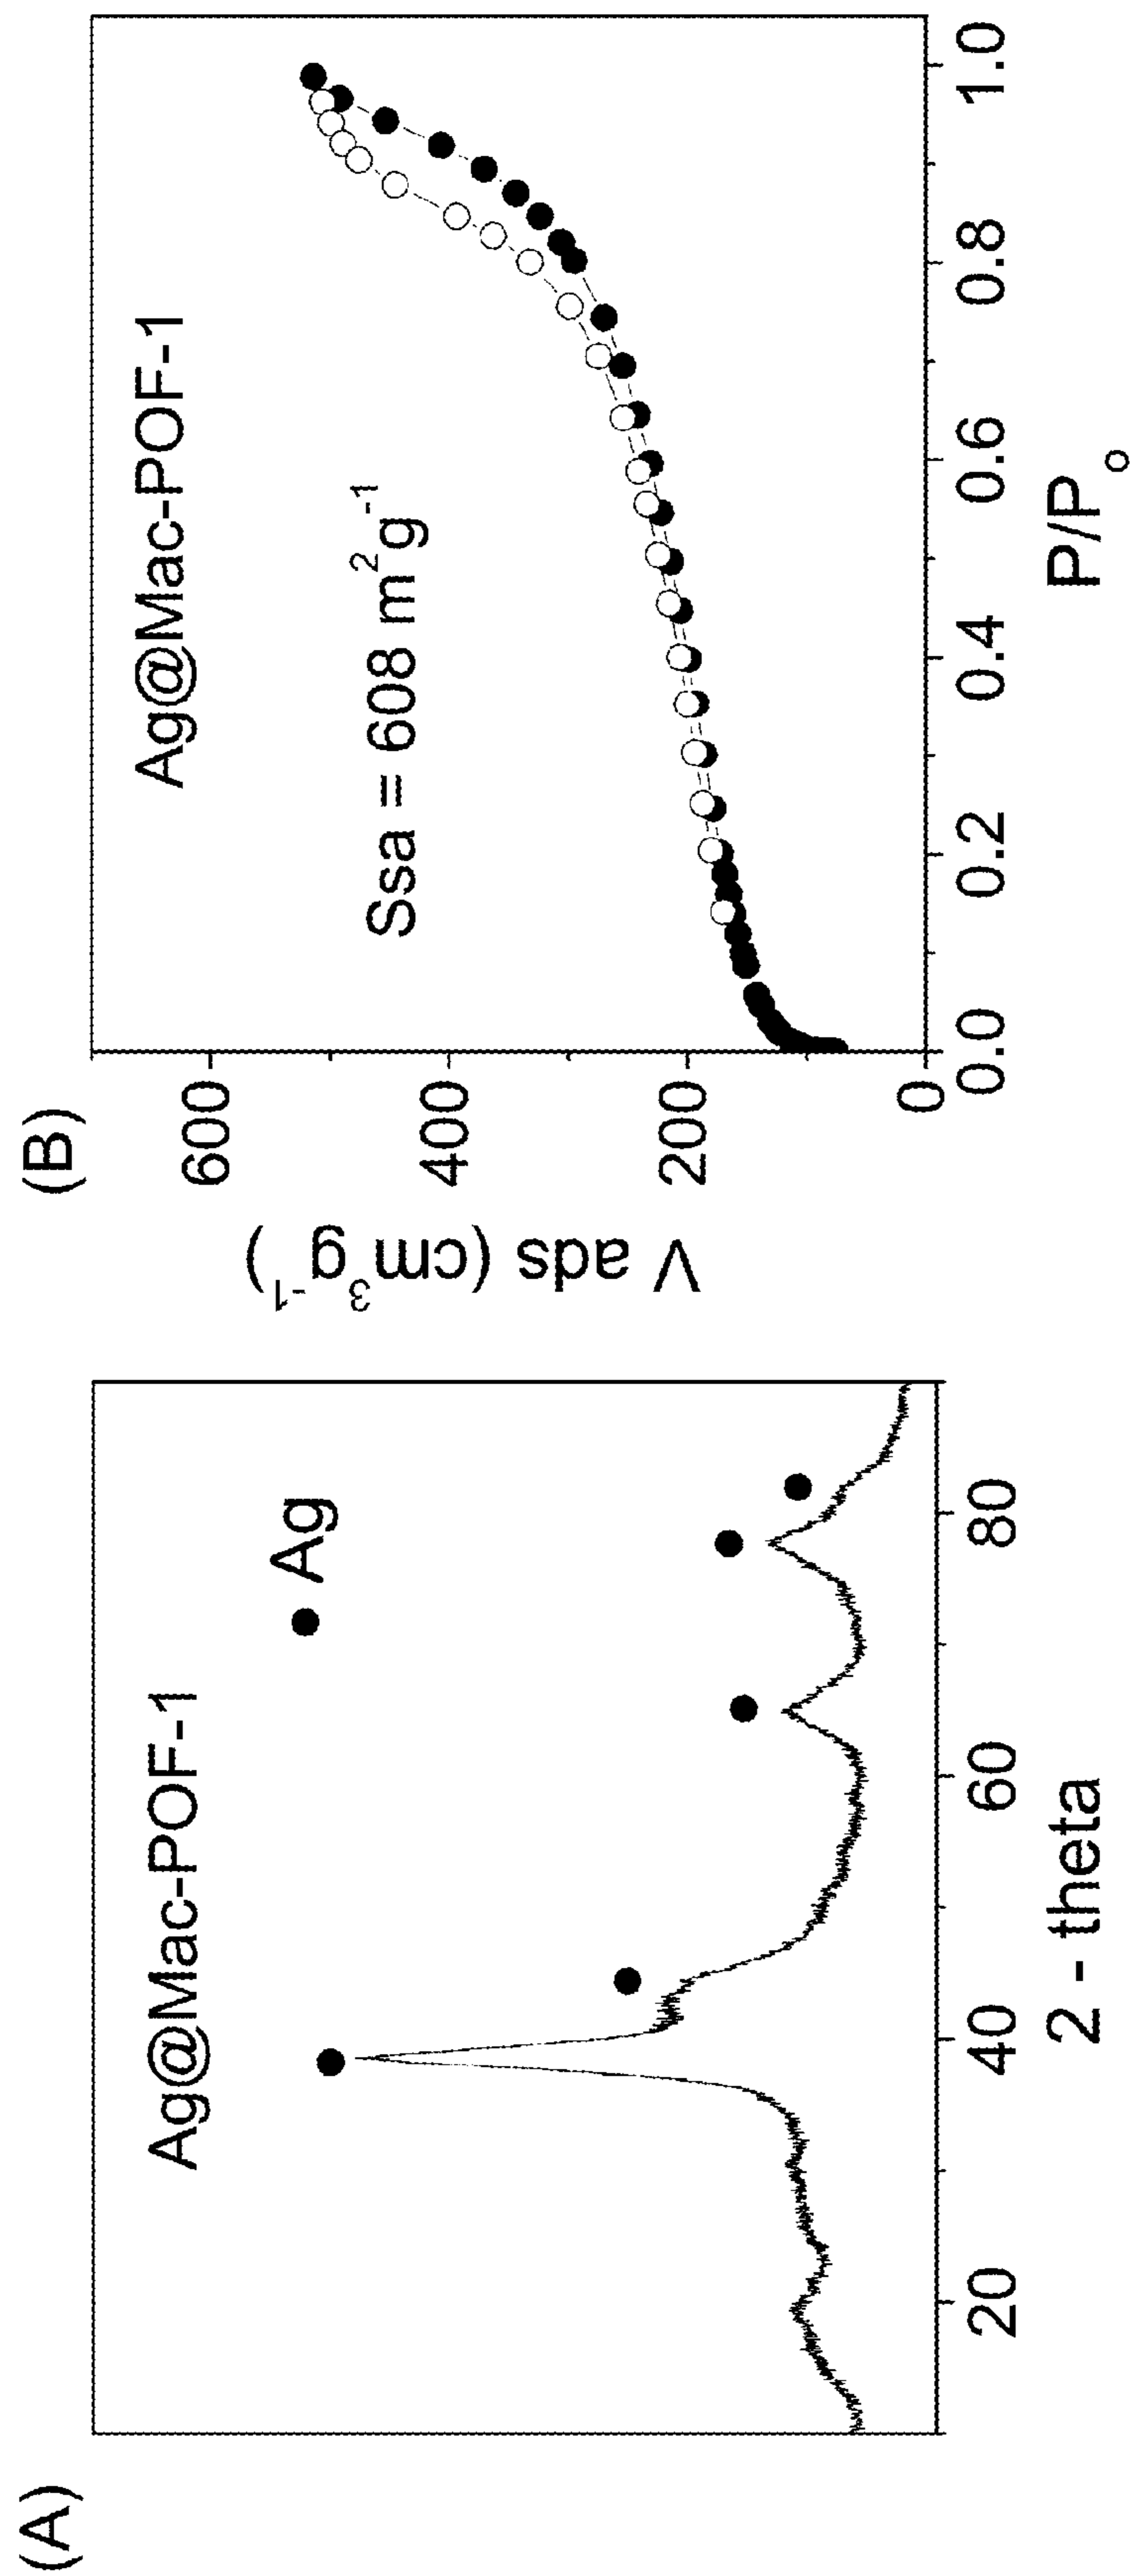 (A)
Ag@Mac-POF-1
● Ag
20 40 60 80
2 - theta
(B)
Ag@Mac-POF-1
Ssa = 608 m²g⁻¹
600
400
200
0
V ads (cm³g⁻¹)
0.0 0.2 0.4 0.6 0.8 1.0
P/Pₒ